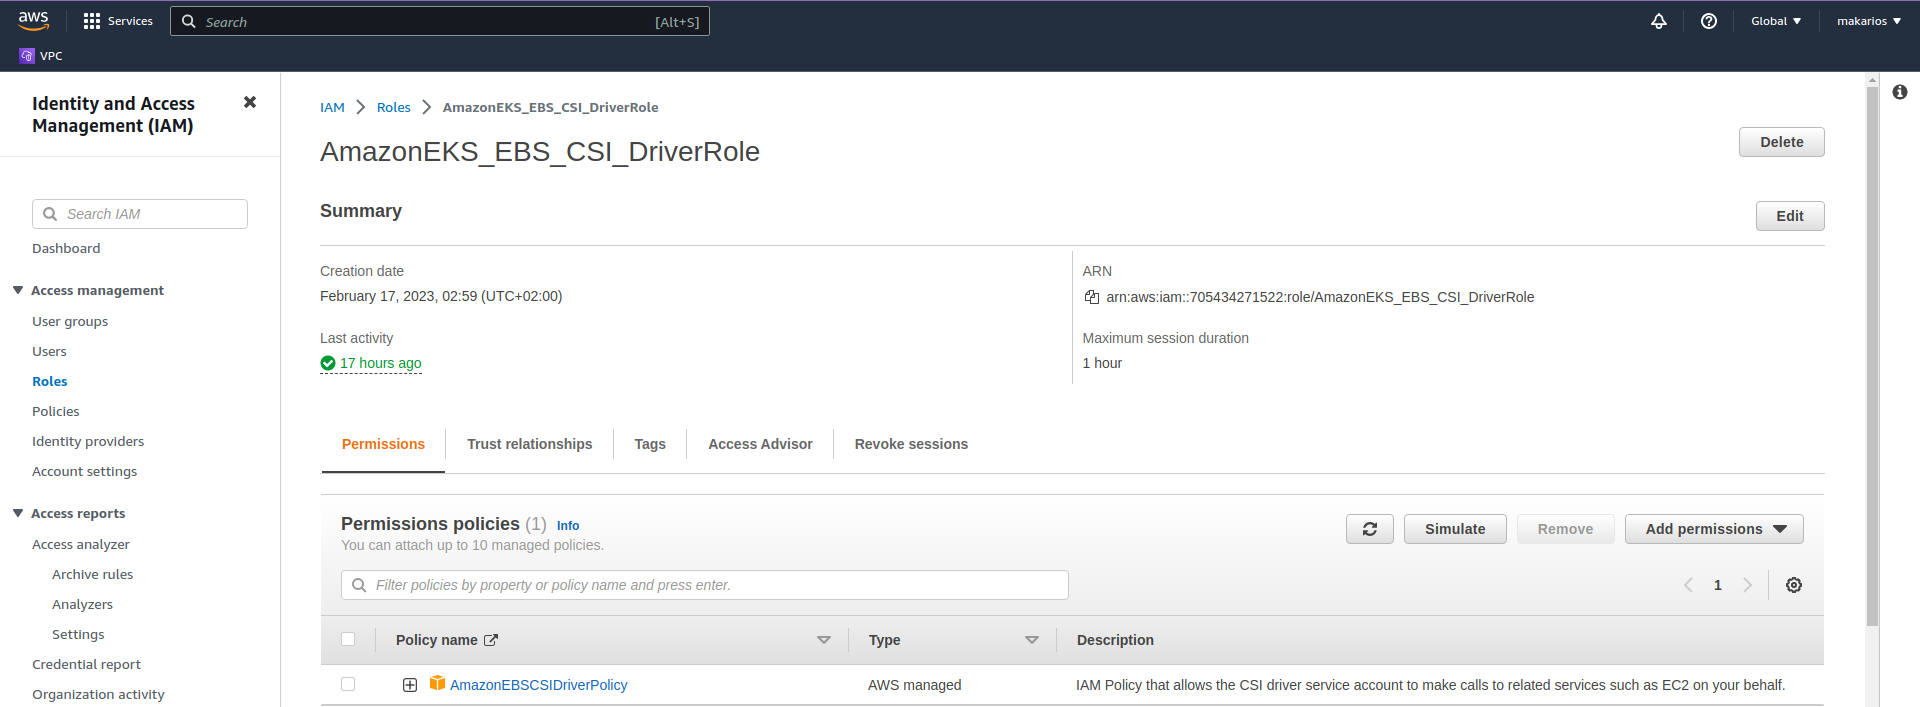 aws
Services
Search
[Alt+S]
Global
makarios
VPC
Identity and Access
Management (IAM)
Search IAM
Dashboard
Access management
User groups
Users
Roles
Policies
Identity providers
Account settings
Access reports
Access analyzer
Archive rules
Analyzers
Settings
Credential report
Organization activity
IAM
Roles
AmazonEKS_EBS_CSI_DriverRole
AmazonEKS_EBS_CSI_DriverRole
Delete
Summary
Edit
Creation date
February 17, 2023, 02:59 (UTC+02:00)
ARN
arn:aws:iam::705434271522:role/AmazonEKS_EBS_CSI_DriverRole
Last activity
17 hours ago
Maximum session duration
1 hour
Permissions
Trust relationships
Tags
Access Advisor
Revoke sessions
Permissions policies (1) Info
You can attach up to 10 managed policies.
Simulate
Remove
Add permissions
Filter policies by property or policy name and press enter.
1
Policy name
Type
Description
AmazonEBSCSIDriverPolicy
AWS managed
IAM Policy that allows the CSI driver service account to make calls to related services such as EC2 on your behalf.